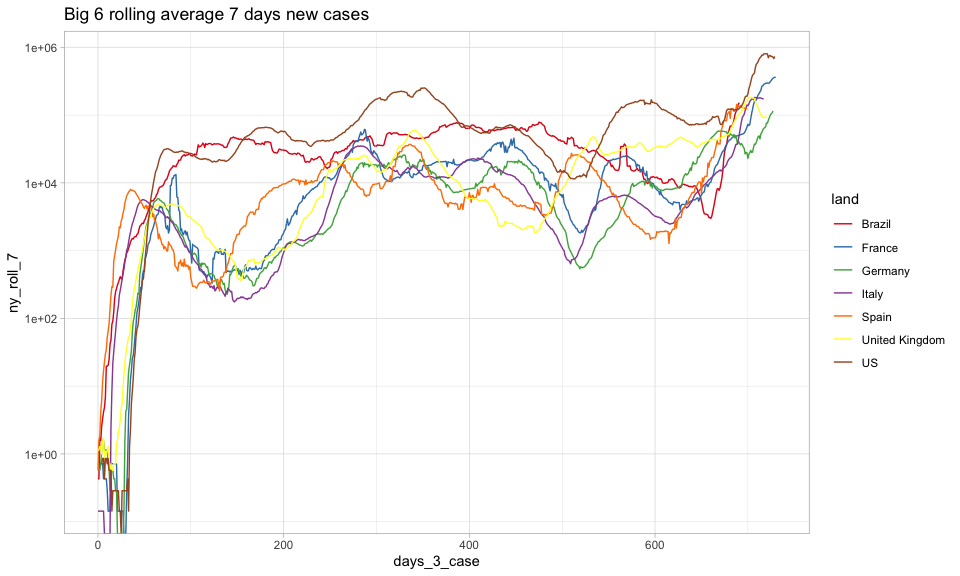 Big 6 rolling average 7 days new cases
1e+06
1e+04
1e+02
1e+00
ny_roll_7
0 200 400 600
days_3_case
land
Brazil
France
Germany
Italy
Spain
United Kingdom
US